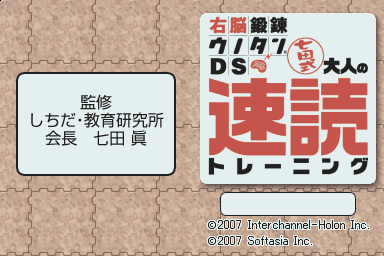 監修
しちだ・教育研究所
会長 七田 眞
右脳鍛錬
ウノタン
七田式
DS 大人の
速読
トレーニング
©2007 Interchannel-Holon Inc.
©2007 Softasia Inc.